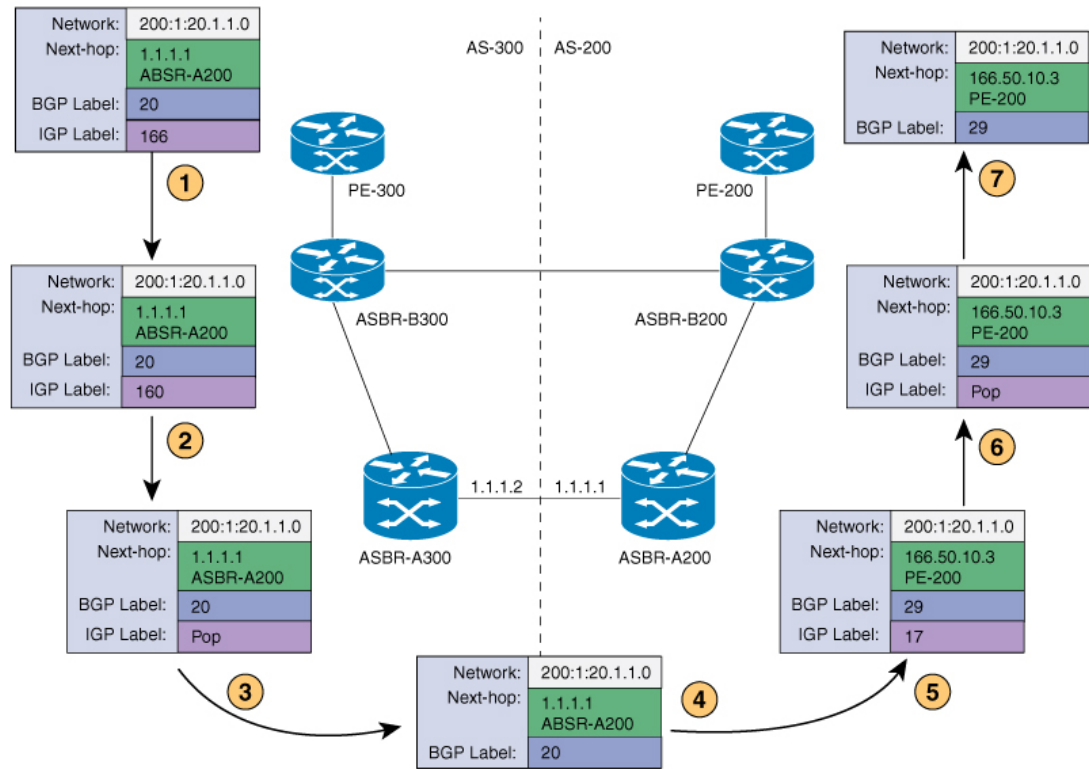 Network: 200:1:20.1.1.0
Next-hop: 1.1.1.1
ABSR-A200
BGP Label: 20
IGP Label: 166
1
Network: 200:1:20.1.1.0
Next-hop: 1.1.1.1
ABSR-A200
BGP Label: 20
IGP Label: 160
2
Network: 200:1:20.1.1.0
Next-hop: 1.1.1.1
ASBR-A200
BGP Label: 20
IGP Label: Pop
3
AS-300 AS-200
PE-300
PE-200
ASBR-B300
ASBR-B200
1.1.1.2 1.1.1.1
ASBR-A300
ASBR-A200
Network: 200:1:20.1.1.0
Next-hop: 1.1.1.1
ABSR-A200
BGP Label: 20
4
5
Network: 200:1:20.1.1.0
Next-hop: 166.50.10.3
PE-200
BGP Label: 29
IGP Label: 17
6
Network: 200:1:20.1.1.0
Next-hop: 166.50.10.3
PE-200
BGP Label: 29
IGP Label: Pop
7
Network: 200:1:20.1.1.0
Next-hop: 166.50.10.3
PE-200
BGP Label: 29